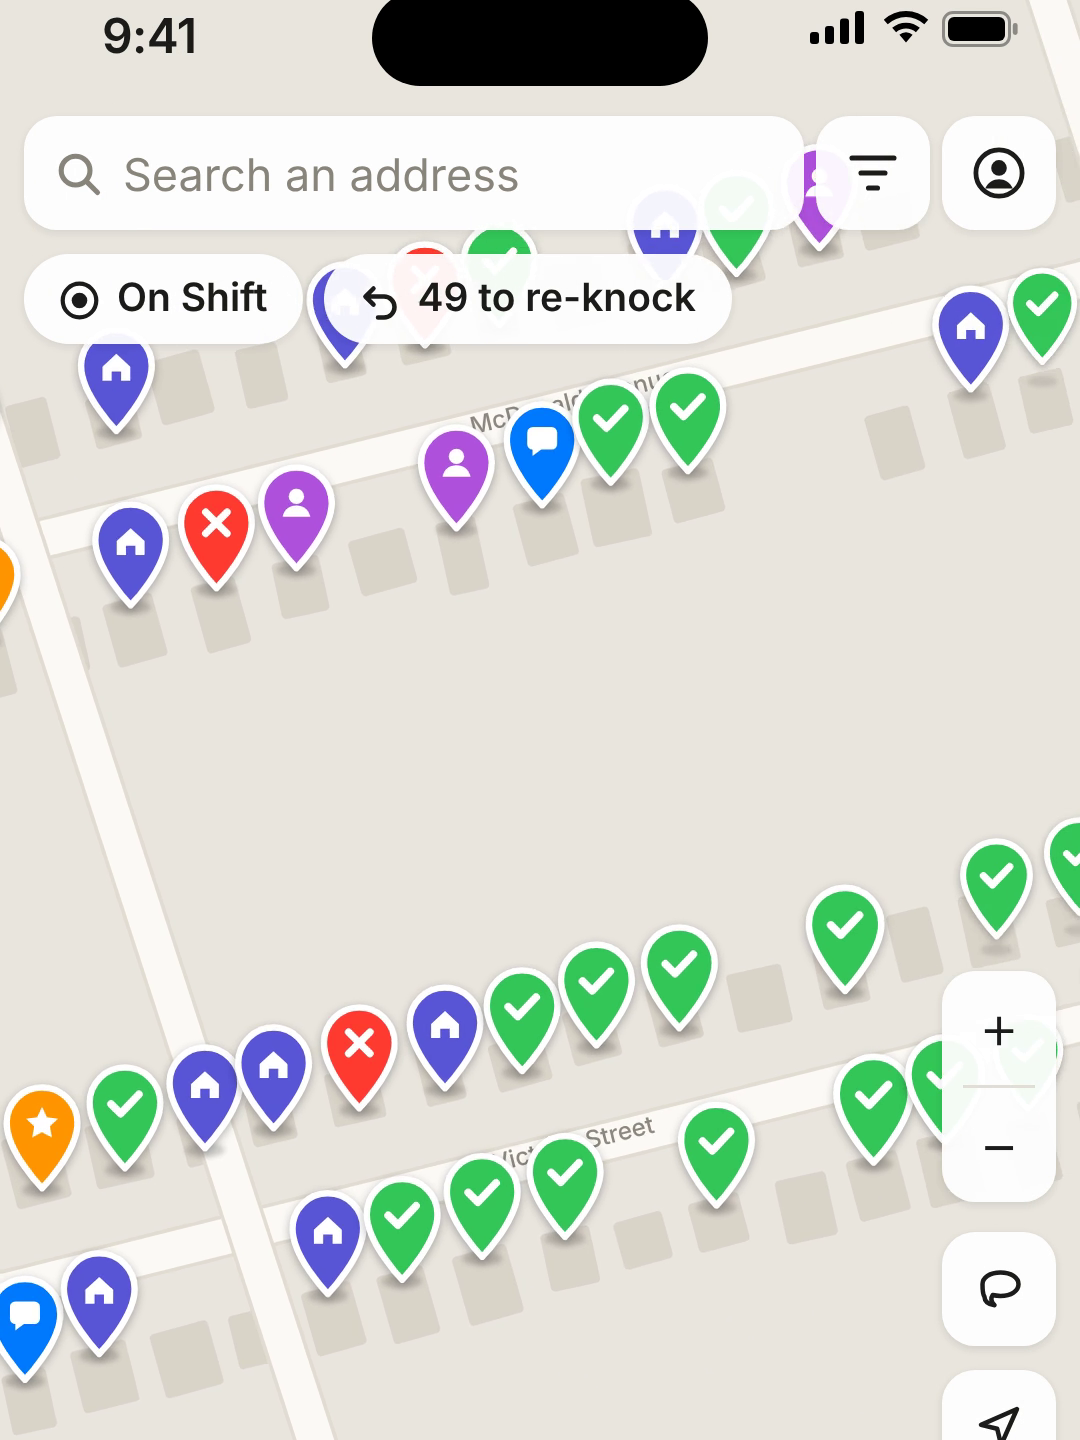 9:41
Search an address
On Shift
49 to re-knock
Street